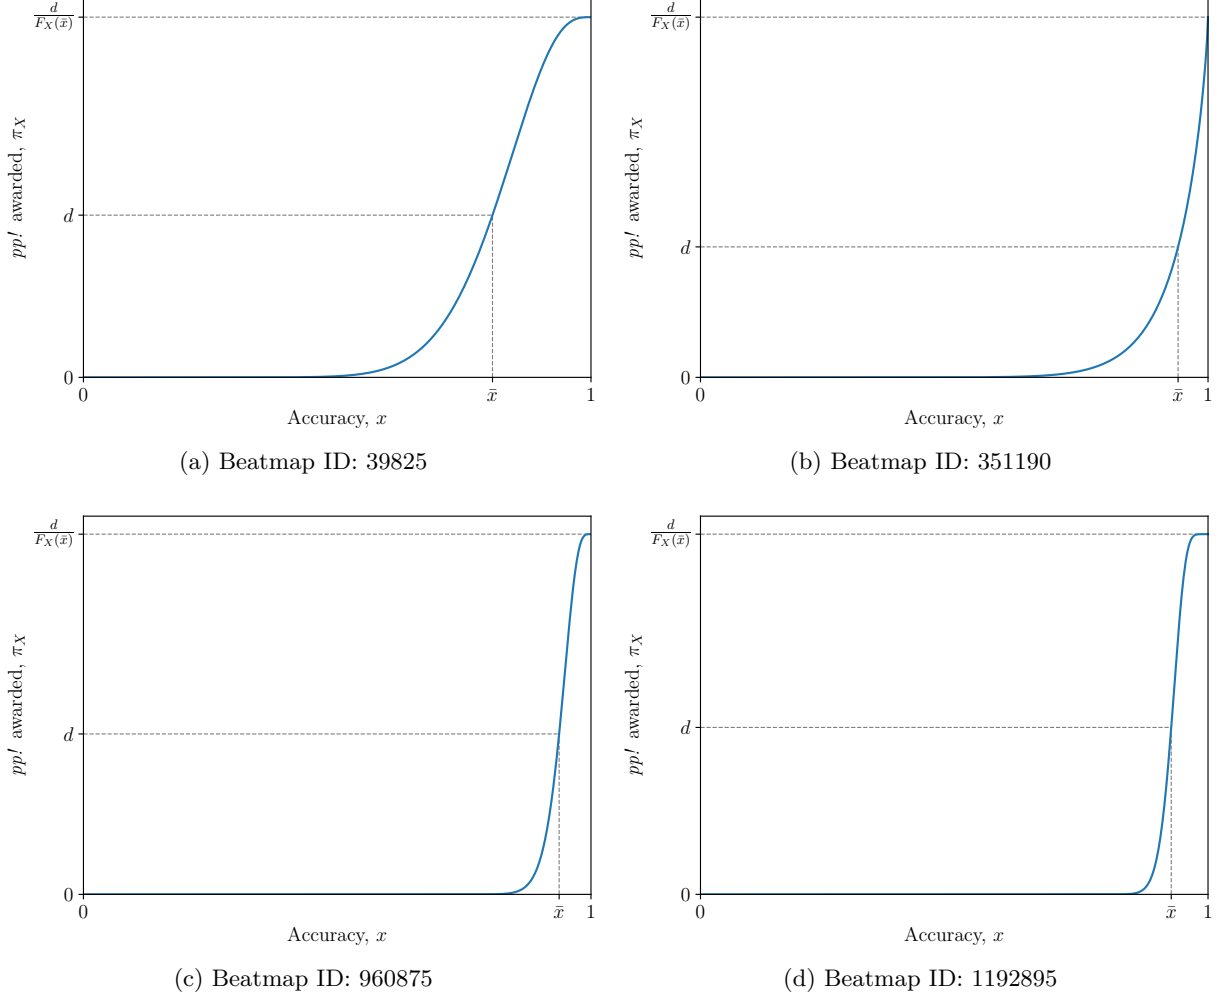 d/F_X(x̄)
d
0
pp! awarded, π_X
0 x̄ 1
Accuracy, x
(a) Beatmap ID: 39825
d/F_X(x̄)
d
0
pp! awarded, π_X
0 x̄ 1
Accuracy, x
(b) Beatmap ID: 351190
d/F_X(x̄)
d
0
pp! awarded, π_X
0 x̄ 1
Accuracy, x
(c) Beatmap ID: 960875
d/F_X(x̄)
d
0
pp! awarded, π_X
0 x̄ 1
Accuracy, x
(d) Beatmap ID: 1192895